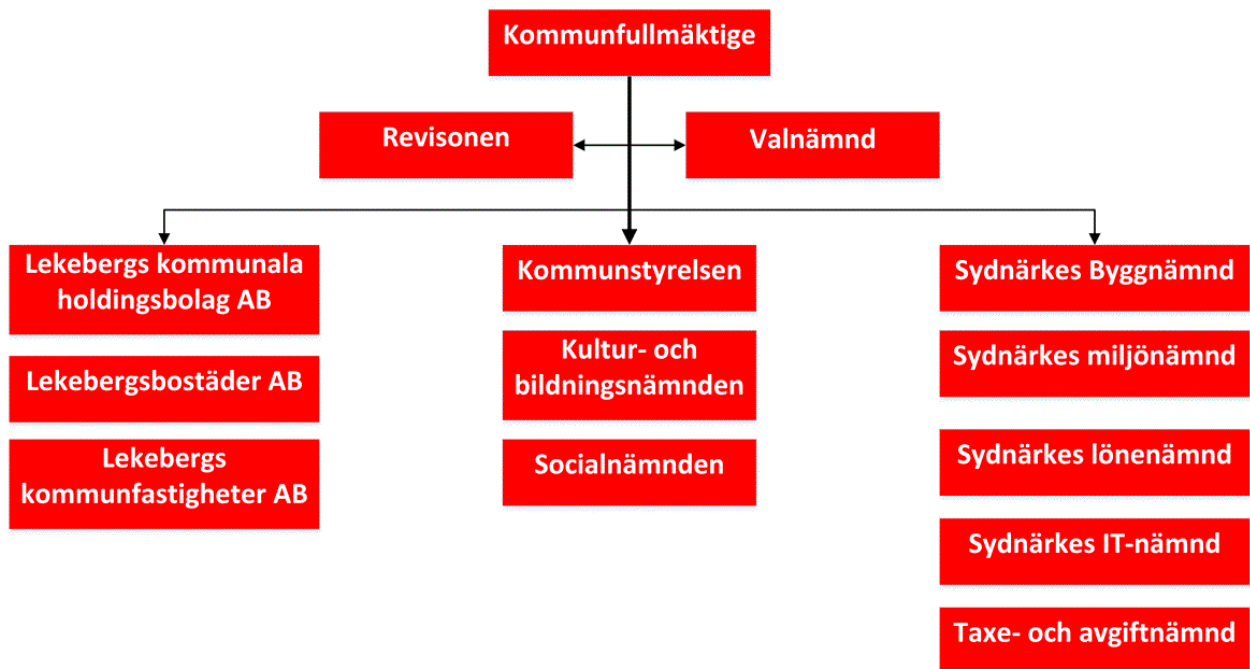 Kommunfullmäktige
Revisonen
Valnämnd
Lekebergs kommunala
holdingsbolag AB
Lekebergsbostäder AB
Lekebergs
kommunfastigheter AB
Kommunstyrelsen
Kultur- och
bildningsnämnden
Socialnämnden
Sydnärkes Byggnämnd
Sydnärkes miljönämnd
Sydnärkes lönenämnd
Sydnärkes IT-nämnd
Taxe- och avgiftnämnd